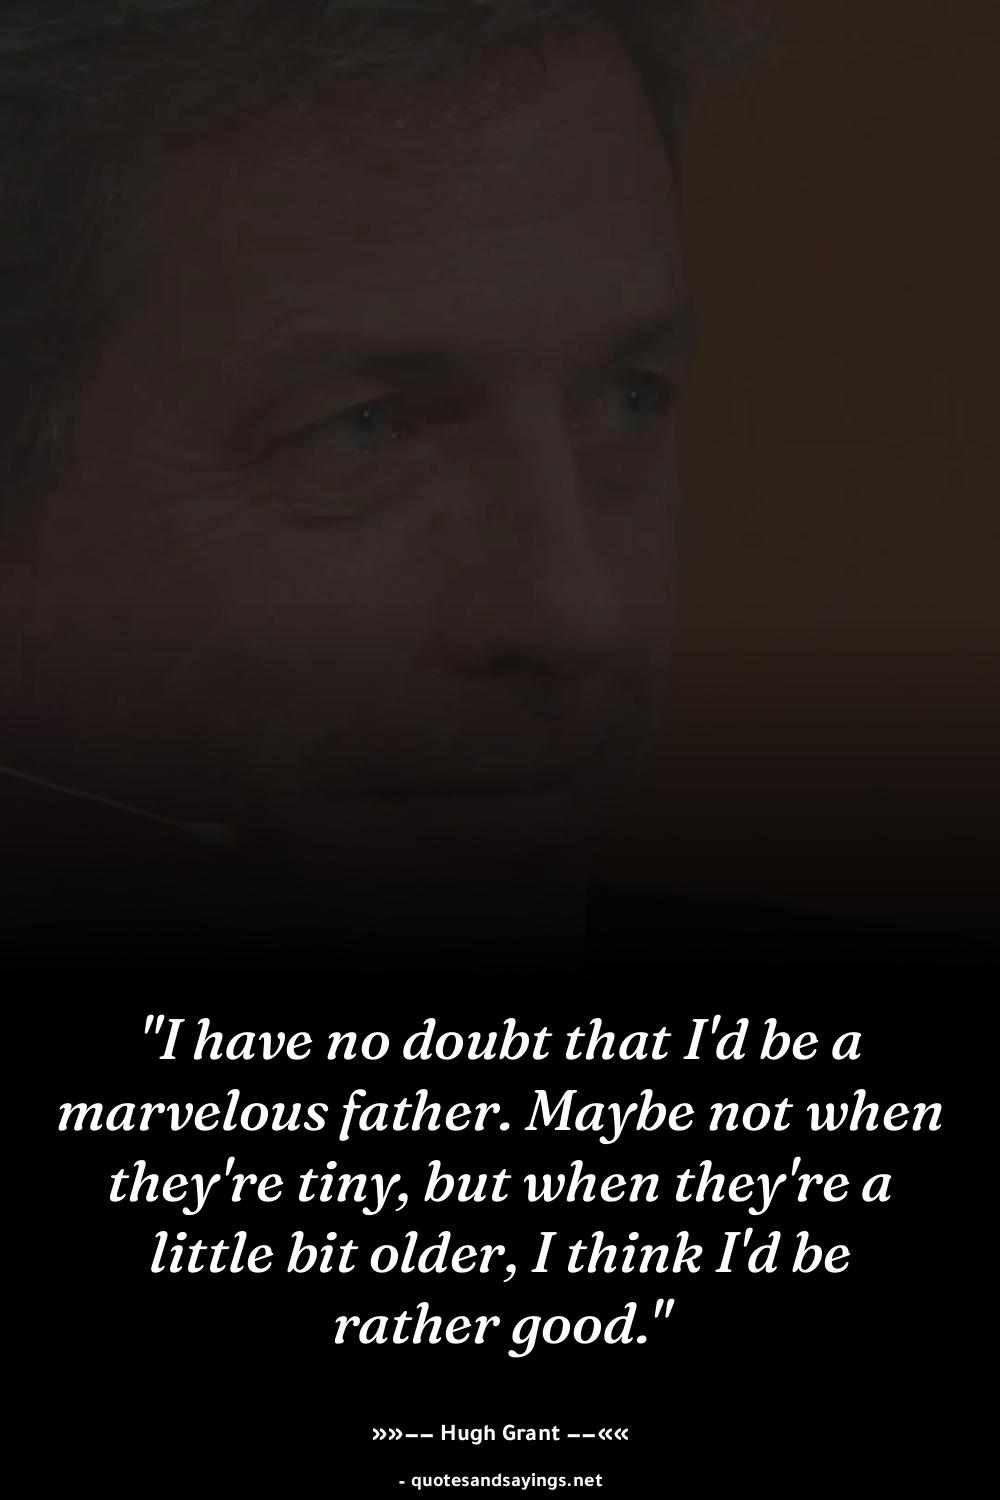 "I have no doubt that I'd be a
marvelous father. Maybe not when
they're tiny, but when they're a
little bit older, I think I'd be
rather good."
»»–– Hugh Grant ––««
- quotesandsayings.net